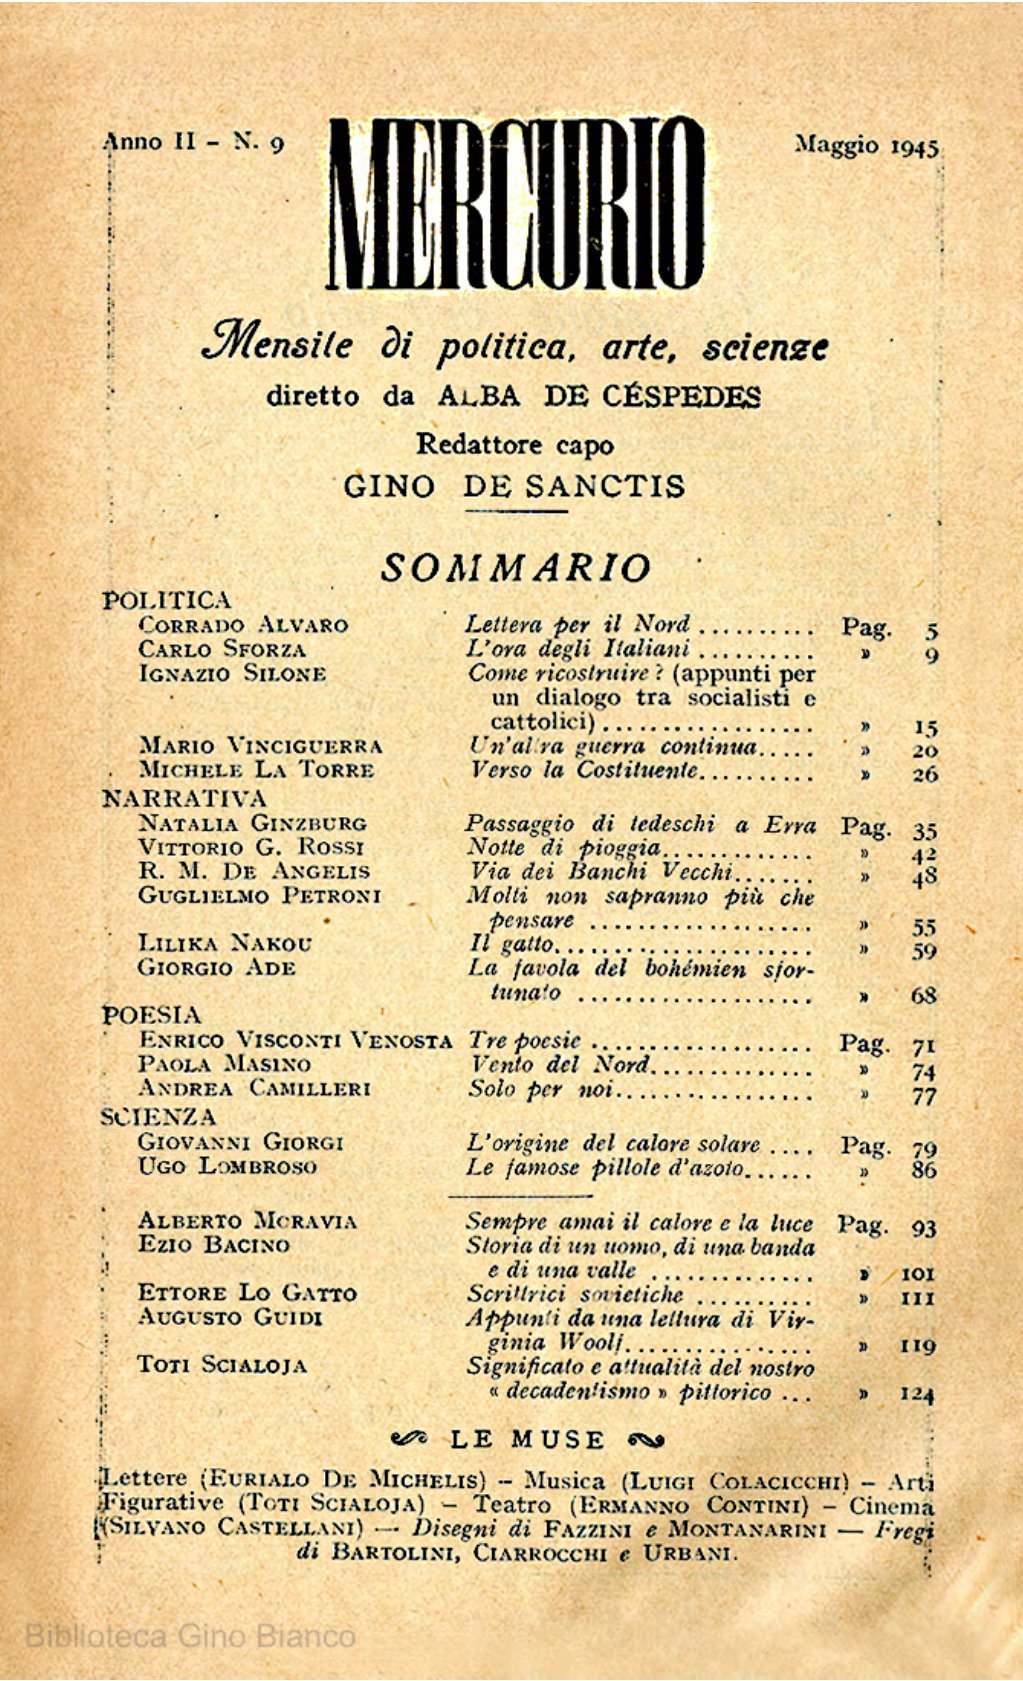 Anno II – N. 9
MERCURIO
Maggio 1945
Mensile di politica, arte, scienze
diretto da ALBA DE CÉSPEDES
Redattore capo
GINO DE SANCTIS
SOMMARIO
POLITICA
CORRADO ALVARO Lettera per il Nord .......... Pag. 5
CARLO SFORZA L'ora degli Italiani .......... » 9
IGNAZIO SILONE Come ricostruire? (appunti per
un dialogo tra socialisti e
cattolici) .................. » 15
MARIO VINCIGUERRA Un'altra guerra continua..... » 20
MICHELE LA TORRE Verso la Costituente.......... » 26
NARRATIVA
NATALIA GINZBURG Passaggio di tedeschi a Erra Pag. 35
VITTORIO G. ROSSI Notte di pioggia............. » 42
R. M. DE ANGELIS Via dei Banchi Vecchi....... » 48
GUGLIELMO PETRONI Molti non sapranno più che
pensare ................... » 55
LILIKA NAKOU Il gatto...................... » 59
GIORGIO ADE La favola del bohémien sfor-
tunato .................... » 68
POESIA
ENRICO VISCONTI VENOSTA Tre poesie ................... Pag. 71
PAOLA MASINO Vento del Nord.............. » 74
ANDREA CAMILLERI Solo per noi................. » 77
SCIENZA
GIOVANNI GIORGI L'origine del calore solare .... Pag. 79
UGO LOMBROSO Le famose pillole d'azoto...... » 86
ALBERTO MORAVIA Sempre amai il calore e la luce Pag. 93
EZIO BACINO Storia di un uomo, di una banda
e di una valle .............. » 101
ETTORE LO GATTO Scrittrici sovietiche .......... » 111
AUGUSTO GUIDI Appunti da una lettura di Vir-
ginia Woolf................ » 119
TOTI SCIALOJA Significato e attualità del nostro
« decadentismo » pittorico ... » 124
LE MUSE
Lettere (EURIALO DE MICHELIS) – Musica (LUIGI COLACICCHI) – Arti
Figurative (TOTI SCIALOJA) – Teatro (ERMANNO CONTINI) – Cinema
(SILVANO CASTELLANI) — Disegni di FAZZINI e MONTANARINI — Fregi
di BARTOLINI, CIARROCCHI e URBANI.
Biblioteca Gino Bianco